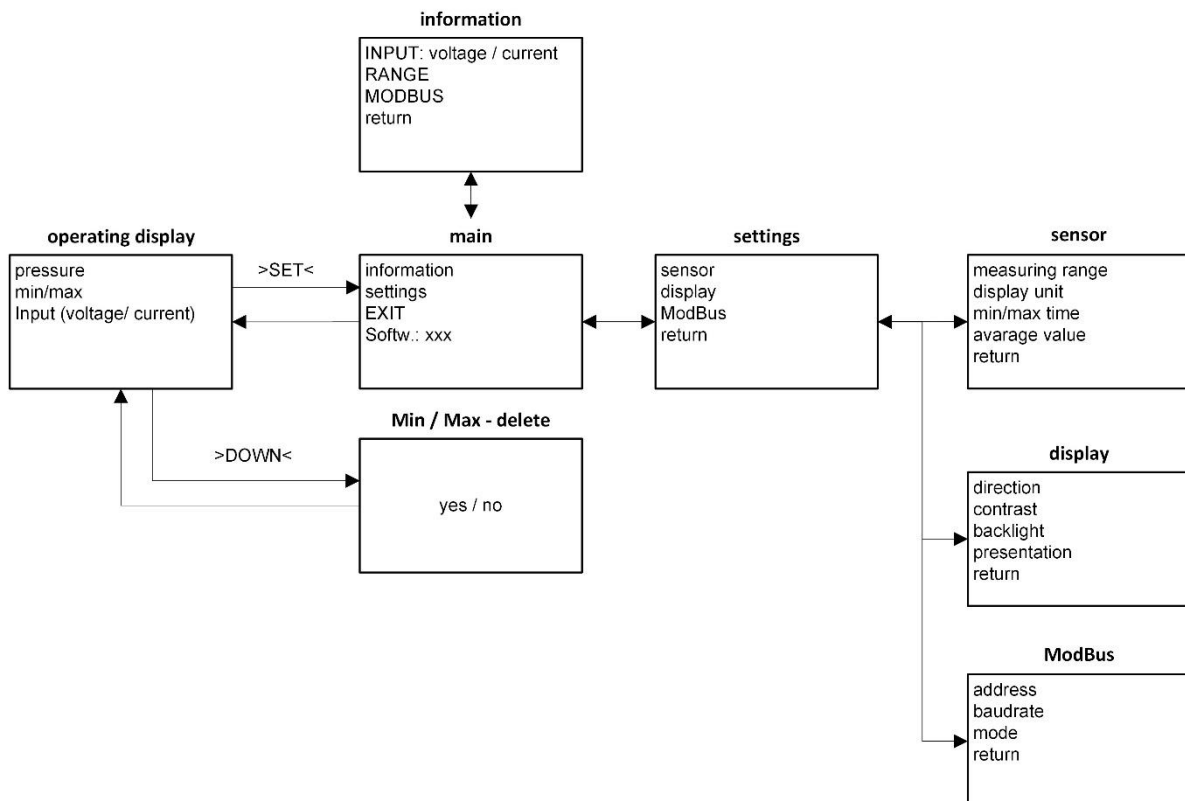 information
INPUT: voltage / current
RANGE
MODBUS
return
operating display
pressure
min/max
Input (voltage/ current)
>SET<
main
information
settings
EXIT
Softw.: xxx
settings
sensor
display
ModBus
return
sensor
measuring range
display unit
min/max time
avarage value
return
>DOWN<
Min / Max - delete
yes / no
display
direction
contrast
backlight
presentation
return
ModBus
address
baudrate
mode
return